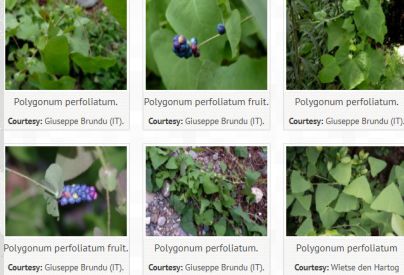 Polygonum perfoliatum.
Courtesy: Giuseppe Brundu (IT).
Polygonum perfoliatum fruit.
Courtesy: Giuseppe Brundu (IT).
Polygonum perfoliatum.
Courtesy: Giuseppe Brundu (IT).
Polygonum perfoliatum fruit.
Courtesy: Giuseppe Brundu (IT).
Polygonum perfoliatum.
Courtesy: Giuseppe Brundu (IT).
Polygonum perfoliatum
Courtesy: Wietse den Hartog